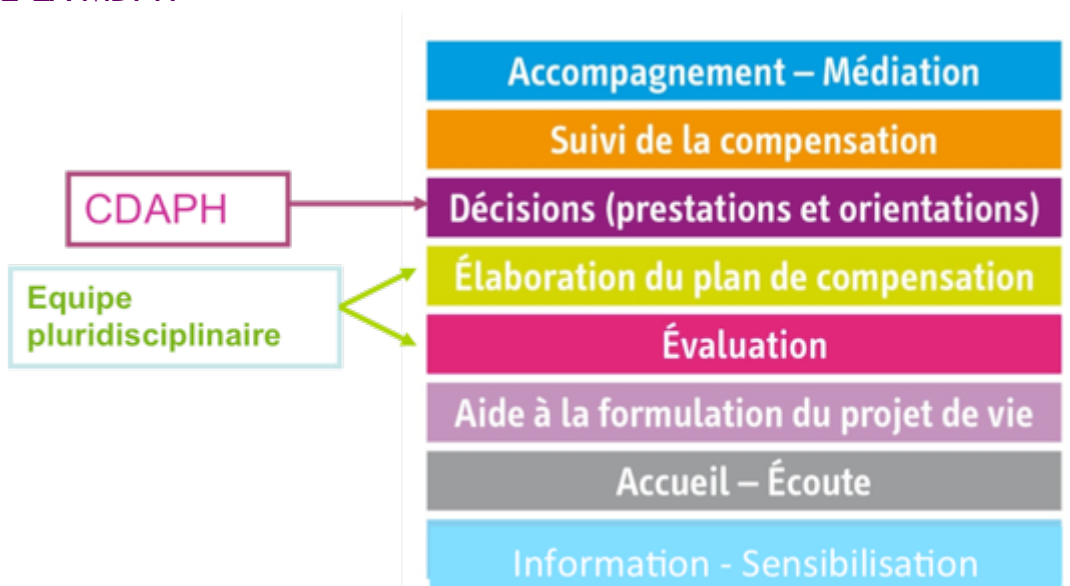 Accompagnement – Médiation
Suivi de la compensation
CDAPH
Décisions (prestations et orientations)
Élaboration du plan de compensation
Equipe
pluridisciplinaire
Évaluation
Aide à la formulation du projet de vie
Accueil – Écoute
Information - Sensibilisation